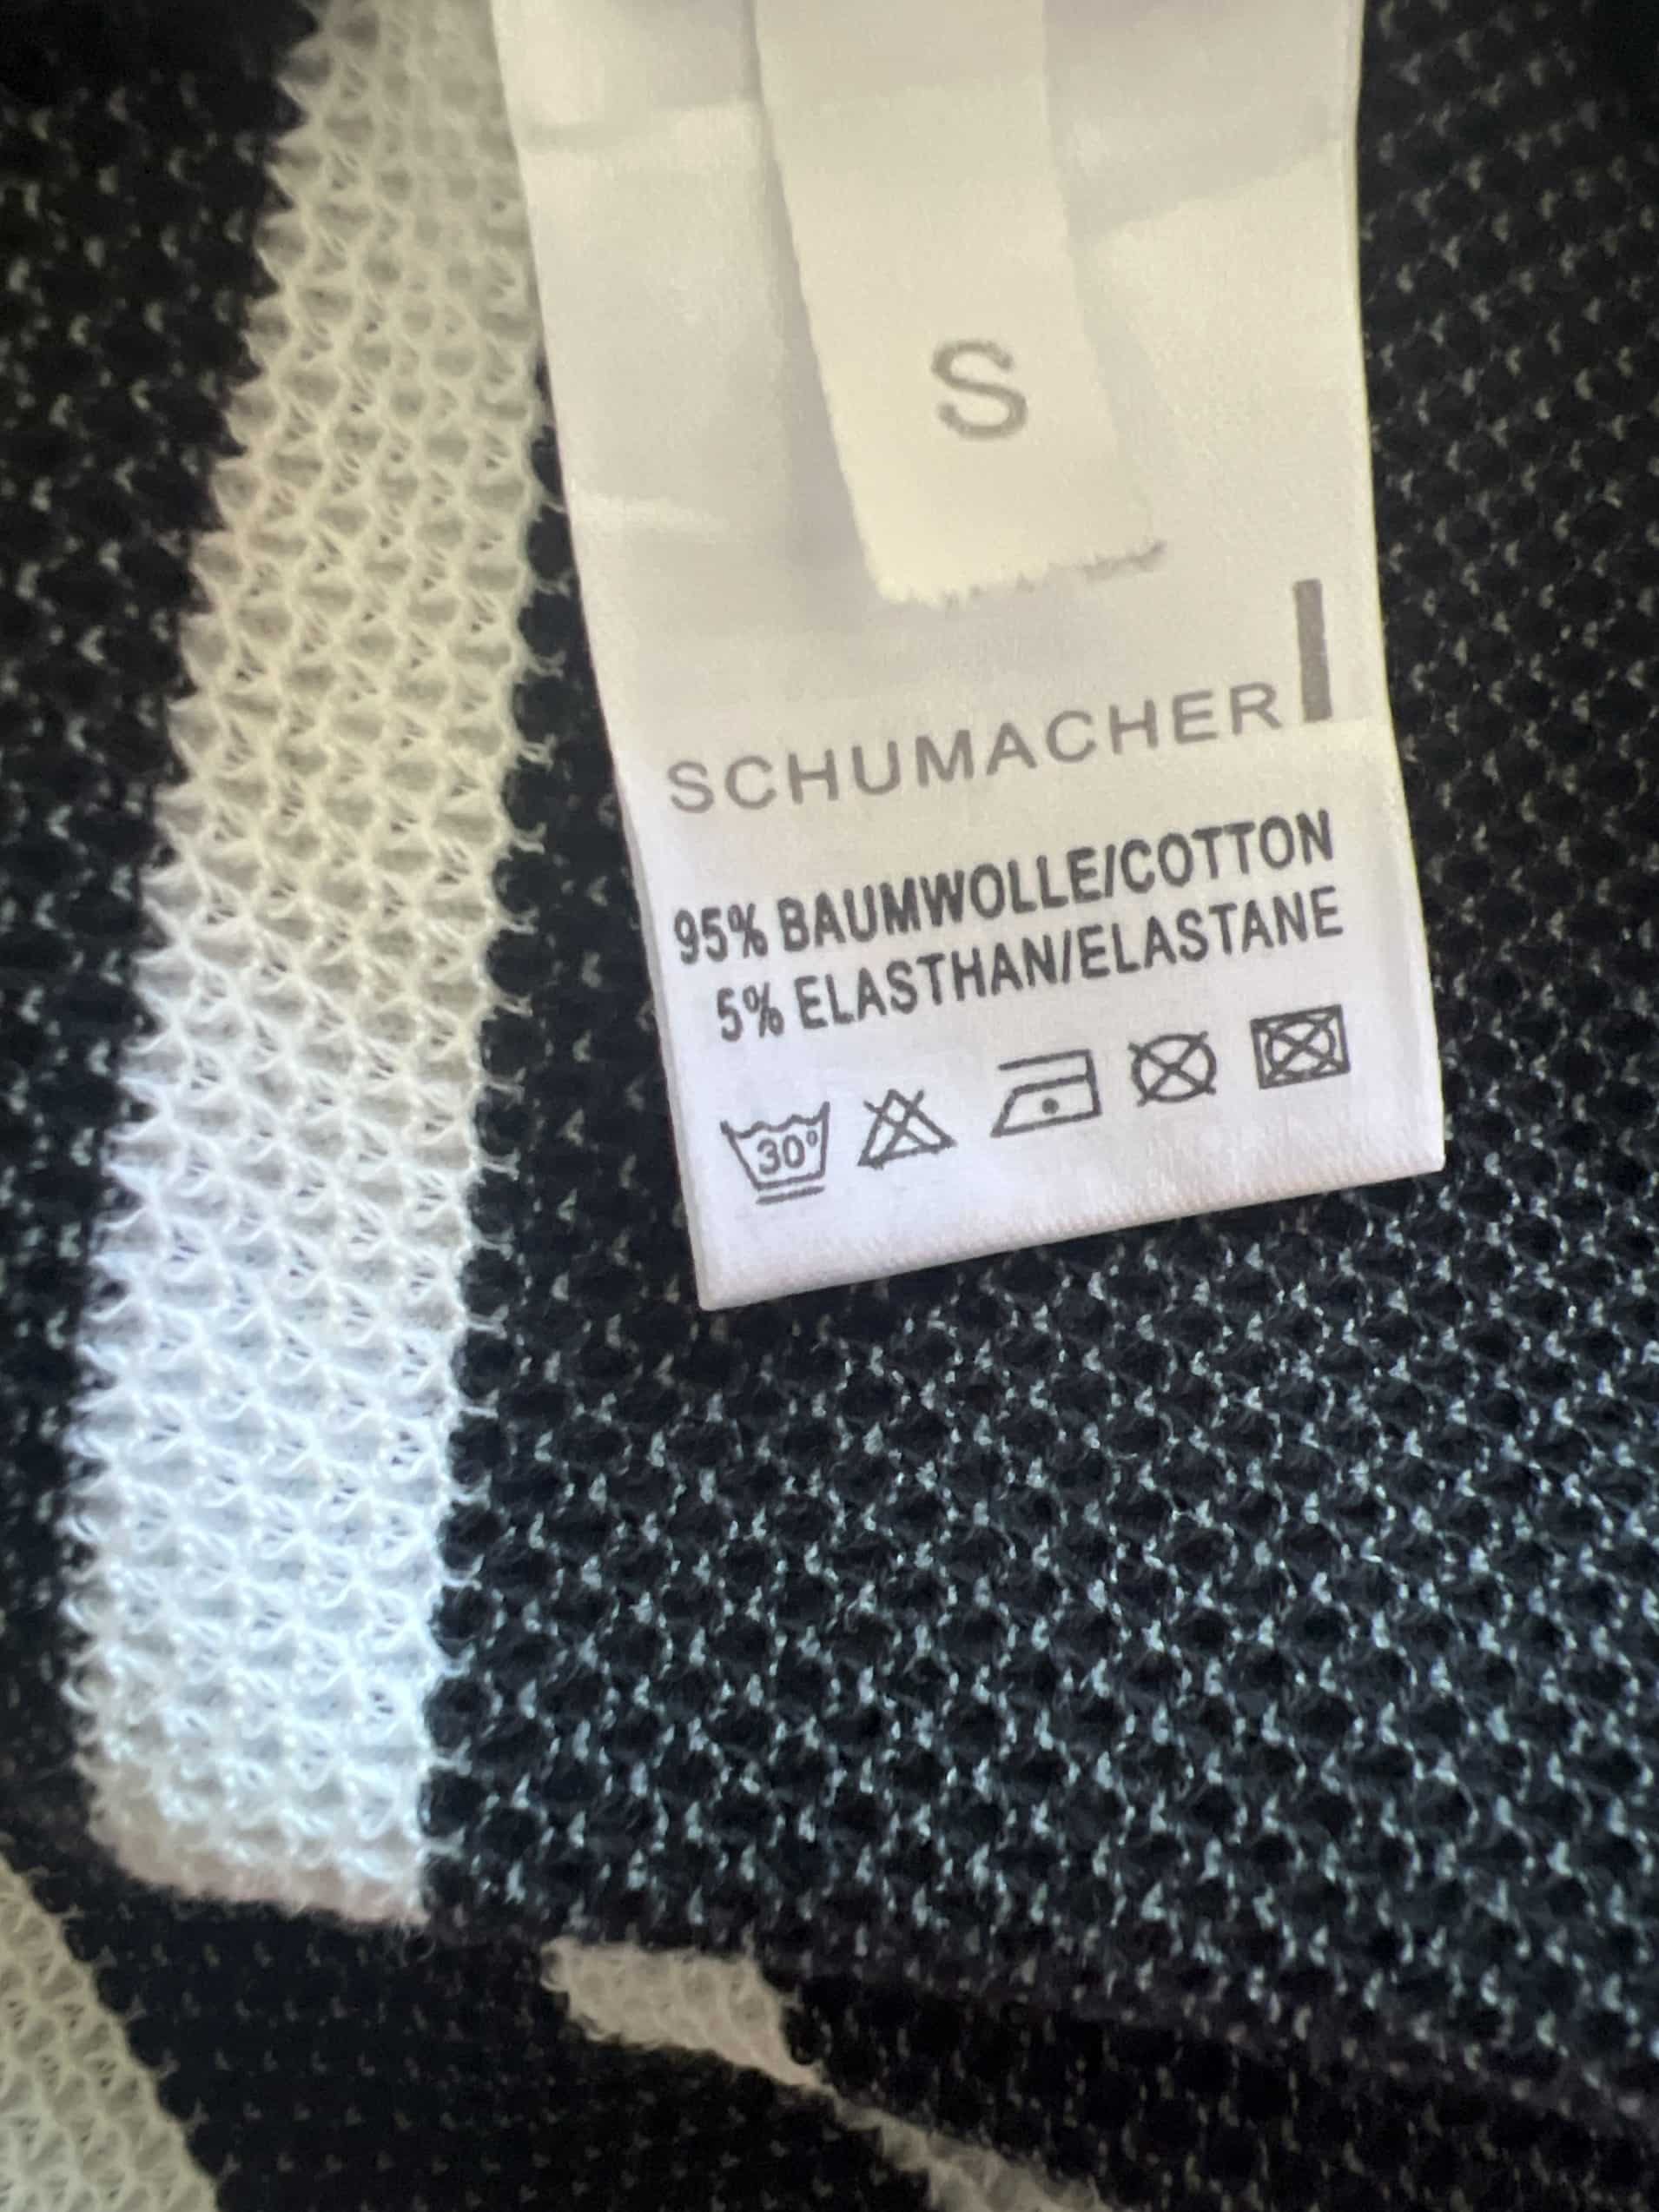 S
SCHUMACHER
95% BAUMWOLLE/COTTON
5% ELASTHAN/ELASTANE
30°